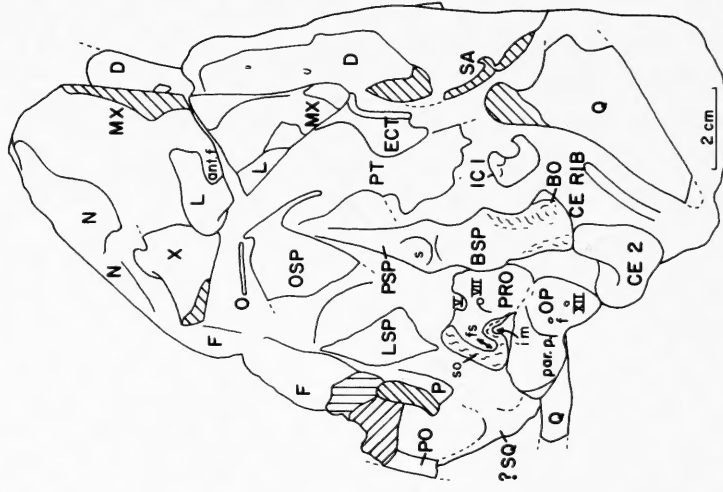 PO
?SQ
Q
P
F
so
fs
im
par. p.
F
LSP
V
VII
PRO
OP
f
XII
O
OSP
PSP
s
BSP
BO
CE RIB
CE 2
N
N
X
L
ant.f.
L
PT
IC I
MX
MX
ECT
D
D
SA
Q
2 cm